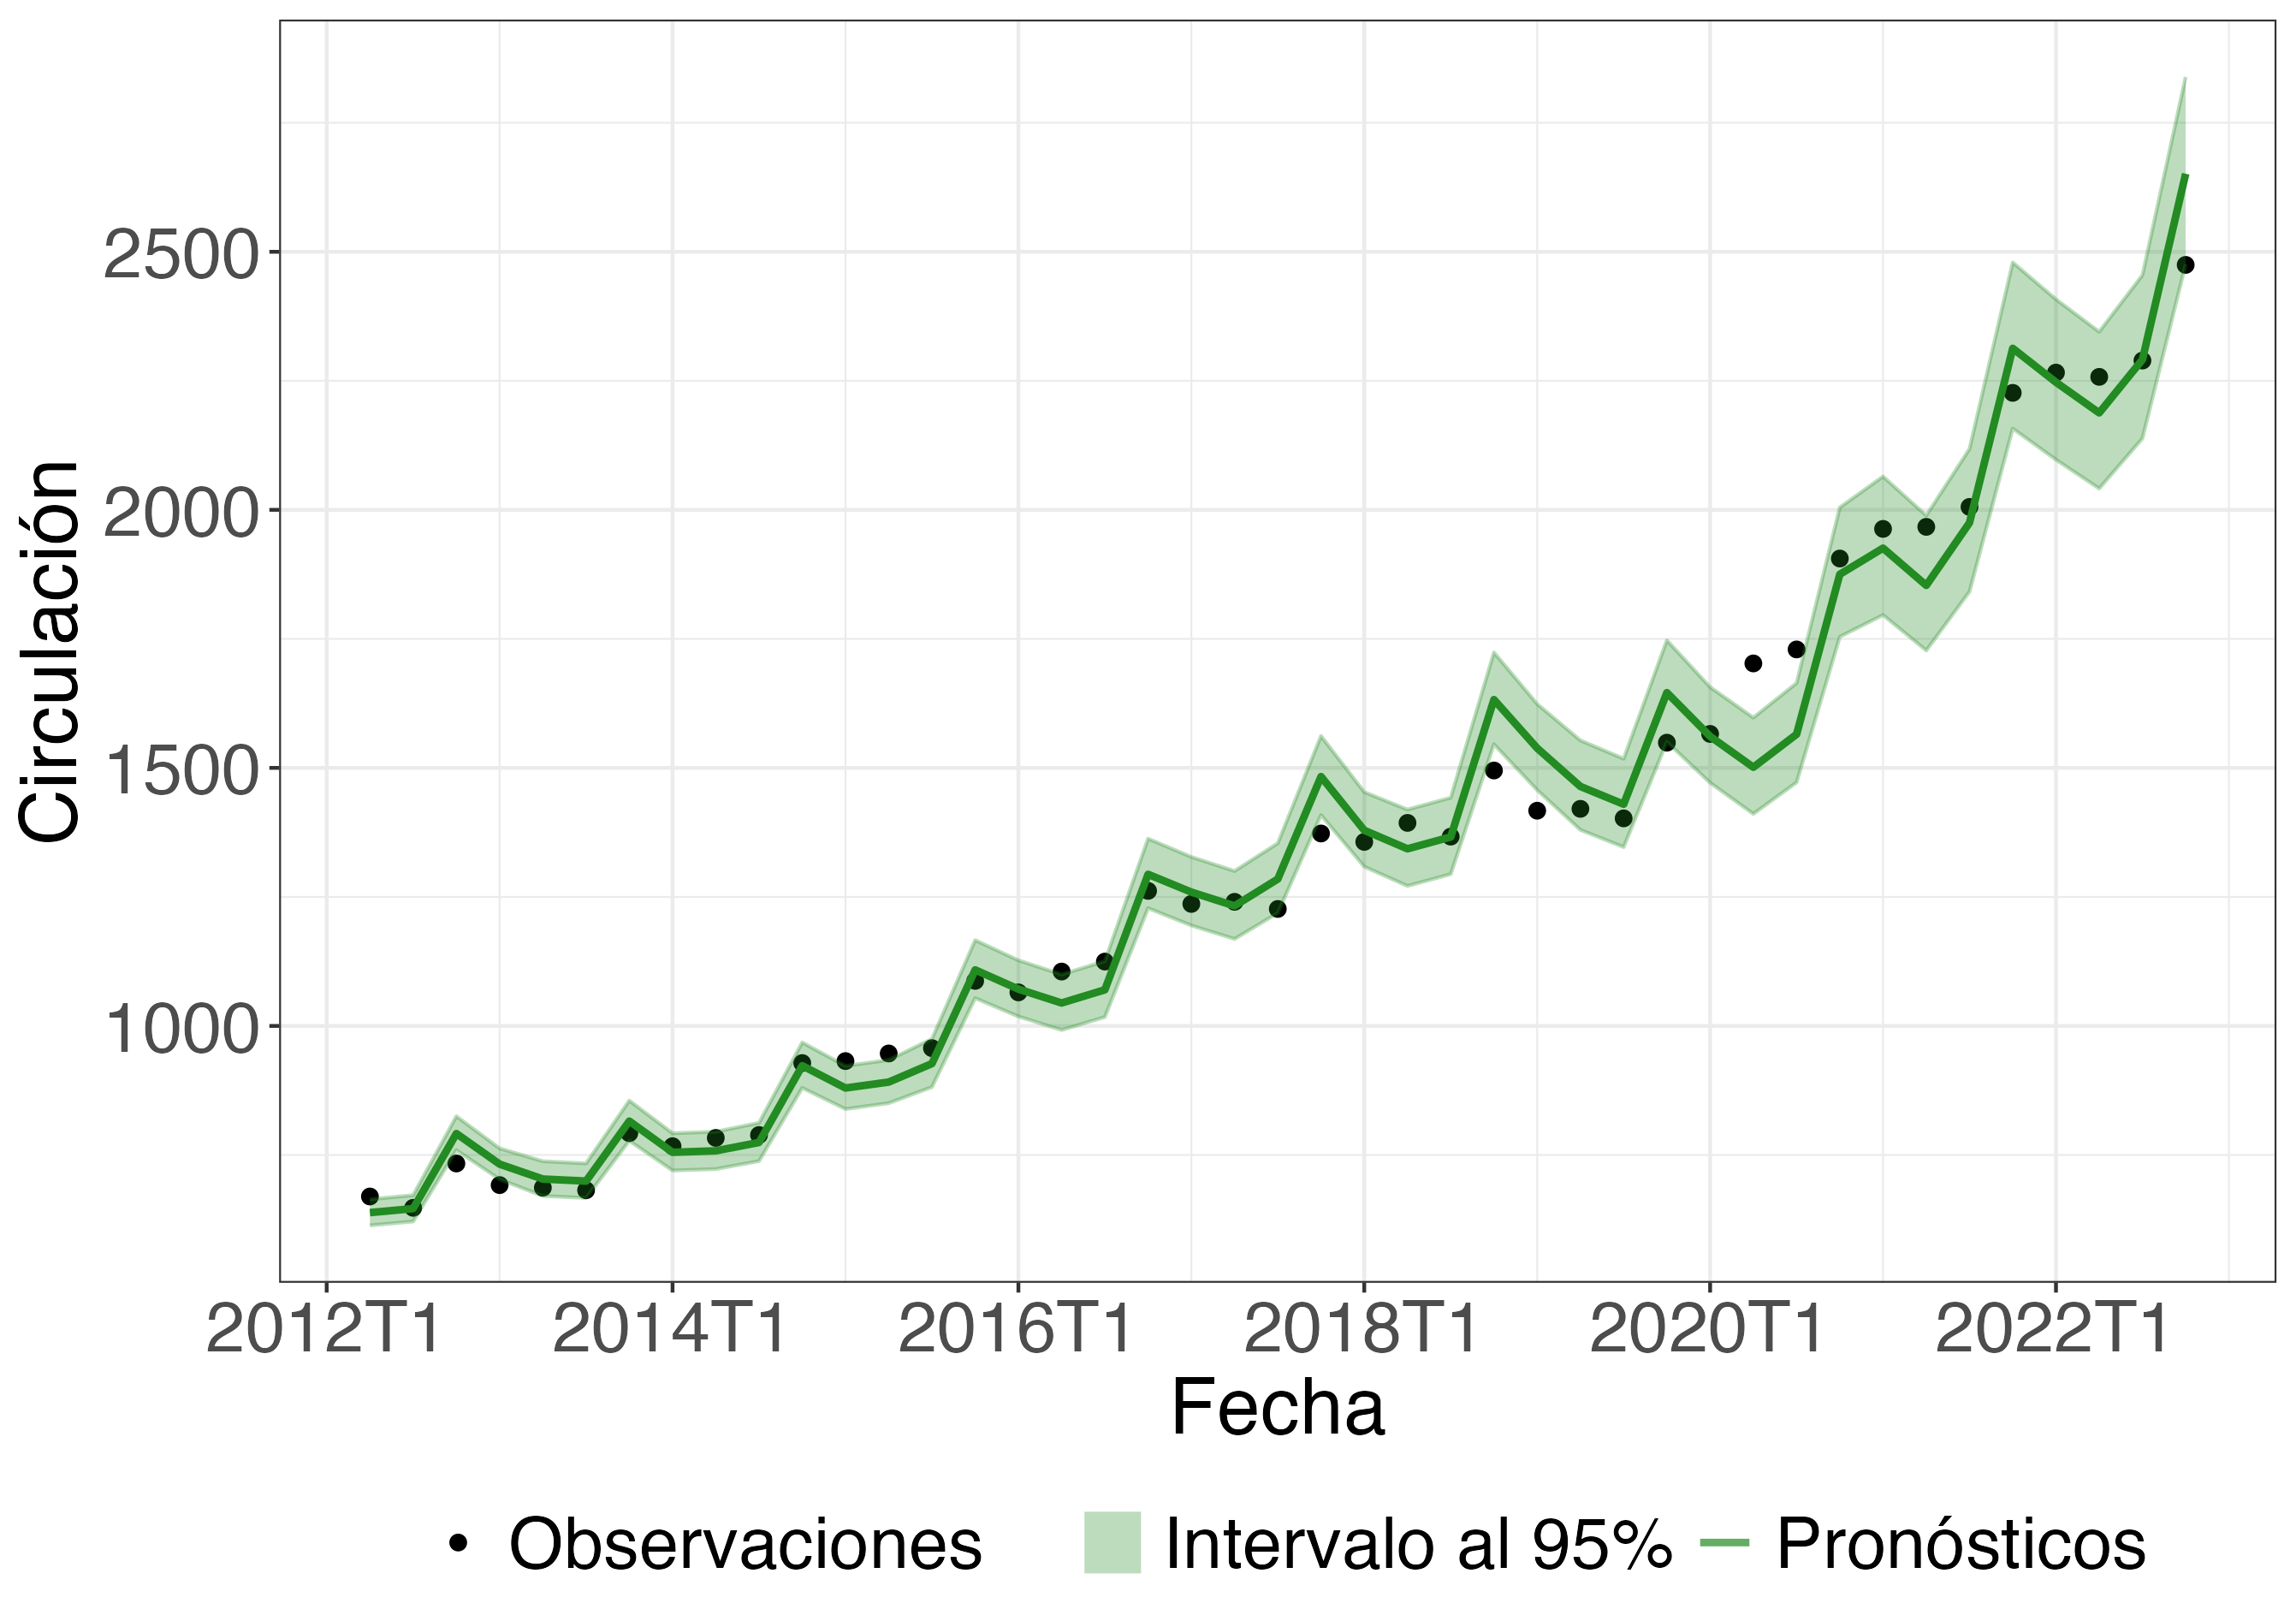 Circulación
2500
2000
1500
1000
2012T1 2014T1 2016T1 2018T1 2020T1 2022T1
Fecha
Observaciones Intervalo al 95% Pronósticos